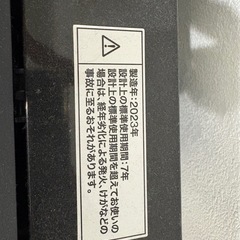 製造年:2023年
設計上の標準使用期間:7年
設計上の標準使用期間を超えてお使いの
場合は、経年劣化による発火、けがなどの
事故に至るおそれがあります。